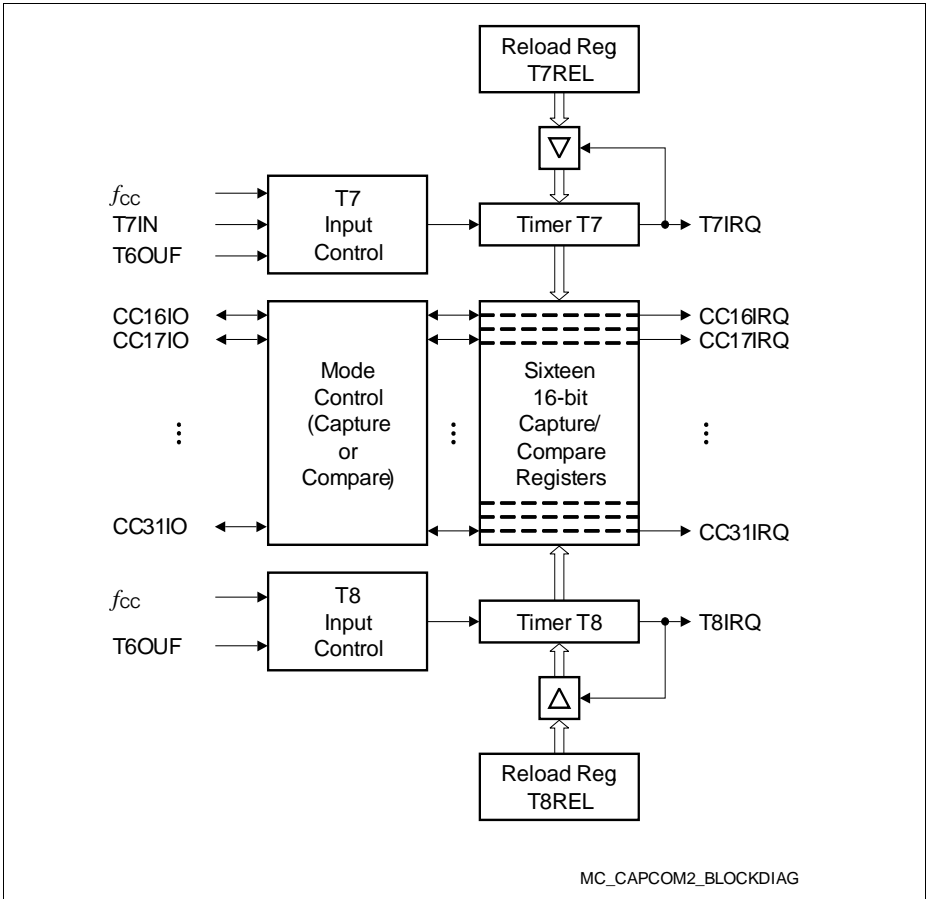 Reload Reg
T7REL
fCC
T7IN
T6OUF
T7
Input
Control
Timer T7
T7IRQ
CC16IO
CC17IO
CC31IO
Mode
Control
(Capture
or
Compare)
Sixteen
16-bit
Capture/
Compare
Registers
CC16IRQ
CC17IRQ
CC31IRQ
fCC
T6OUF
T8
Input
Control
Timer T8
T8IRQ
Reload Reg
T8REL
MC_CAPCOM2_BLOCKDIAG